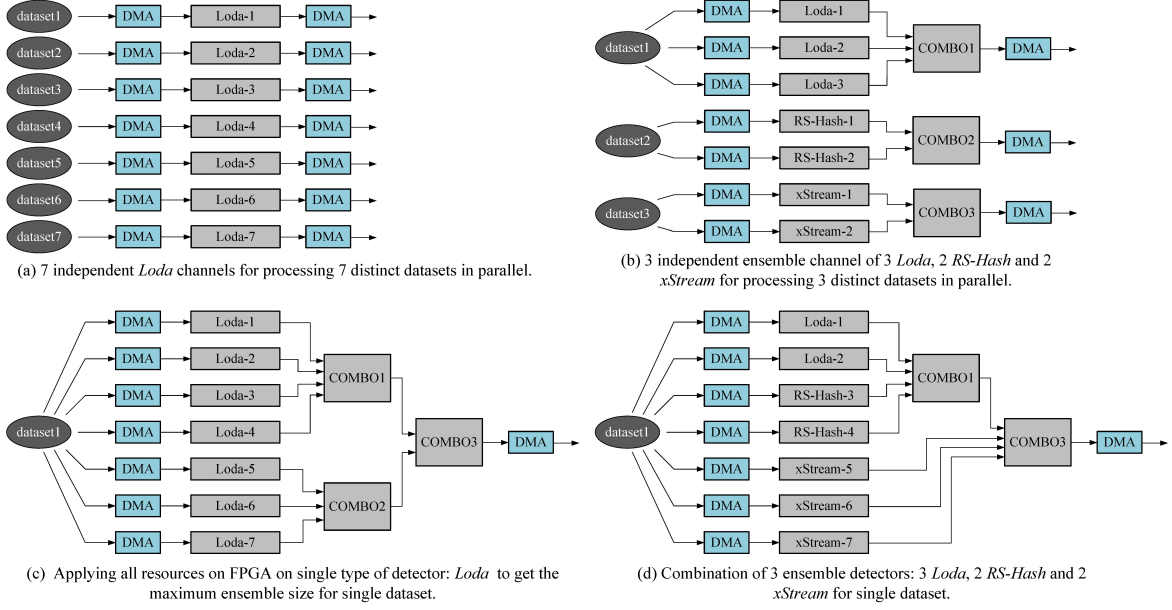 dataset1 DMA Loda-1 DMA
dataset2 DMA Loda-2 DMA
dataset3 DMA Loda-3 DMA
dataset4 DMA Loda-4 DMA
dataset5 DMA Loda-5 DMA
dataset6 DMA Loda-6 DMA
dataset7 DMA Loda-7 DMA
(a) 7 independent Loda channels for processing 7 distinct datasets in parallel.
DMA Loda-1
dataset1 DMA Loda-2 COMBO1 DMA
DMA Loda-3
DMA RS-Hash-1
dataset2 COMBO2 DMA
DMA RS-Hash-2
DMA xStream-1
dataset3 COMBO3 DMA
DMA xStream-2
(b) 3 independent ensemble channel of 3 Loda, 2 RS-Hash and 2
xStream for processing 3 distinct datasets in parallel.
DMA Loda-1
DMA Loda-2
COMBO1
DMA Loda-3
dataset1 DMA Loda-4
COMBO3 DMA
DMA Loda-5
DMA Loda-6 COMBO2
DMA Loda-7
(c) Applying all resources on FPGA on single type of detector: Loda to get the
maximum ensemble size for single dataset.
DMA Loda-1
DMA Loda-2
COMBO1
DMA RS-Hash-3
dataset1 DMA RS-Hash-4
COMBO3 DMA
DMA xStream-5
DMA xStream-6
DMA xStream-7
(d) Combination of 3 ensemble detectors: 3 Loda, 2 RS-Hash and 2
xStream for single dataset.